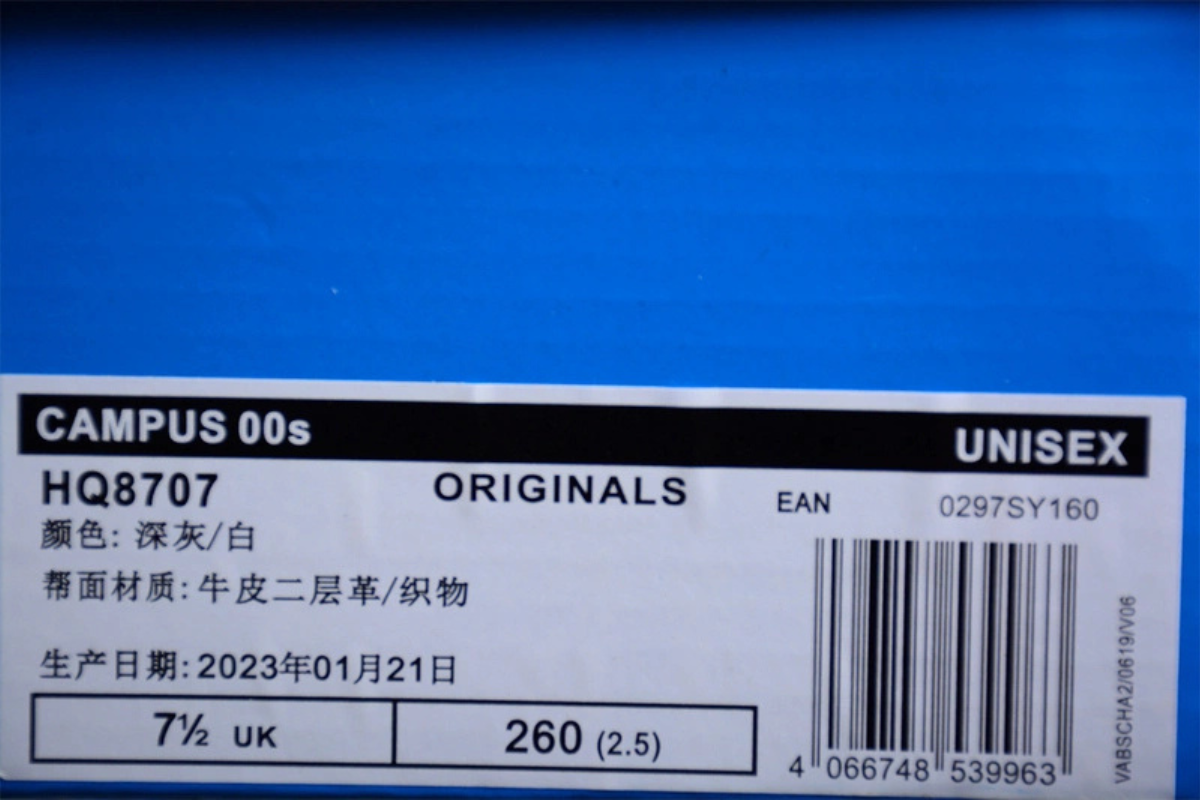 CAMPUS 00s
UNISEX
HQ8707
ORIGINALS
EAN
0297SY160
颜色: 深灰/白
帮面材质: 牛皮二层革/织物
生产日期: 2023年01月21日
7½ UK
260 (2.5)
4 066748 539963
VABSCHA2/0619/V06